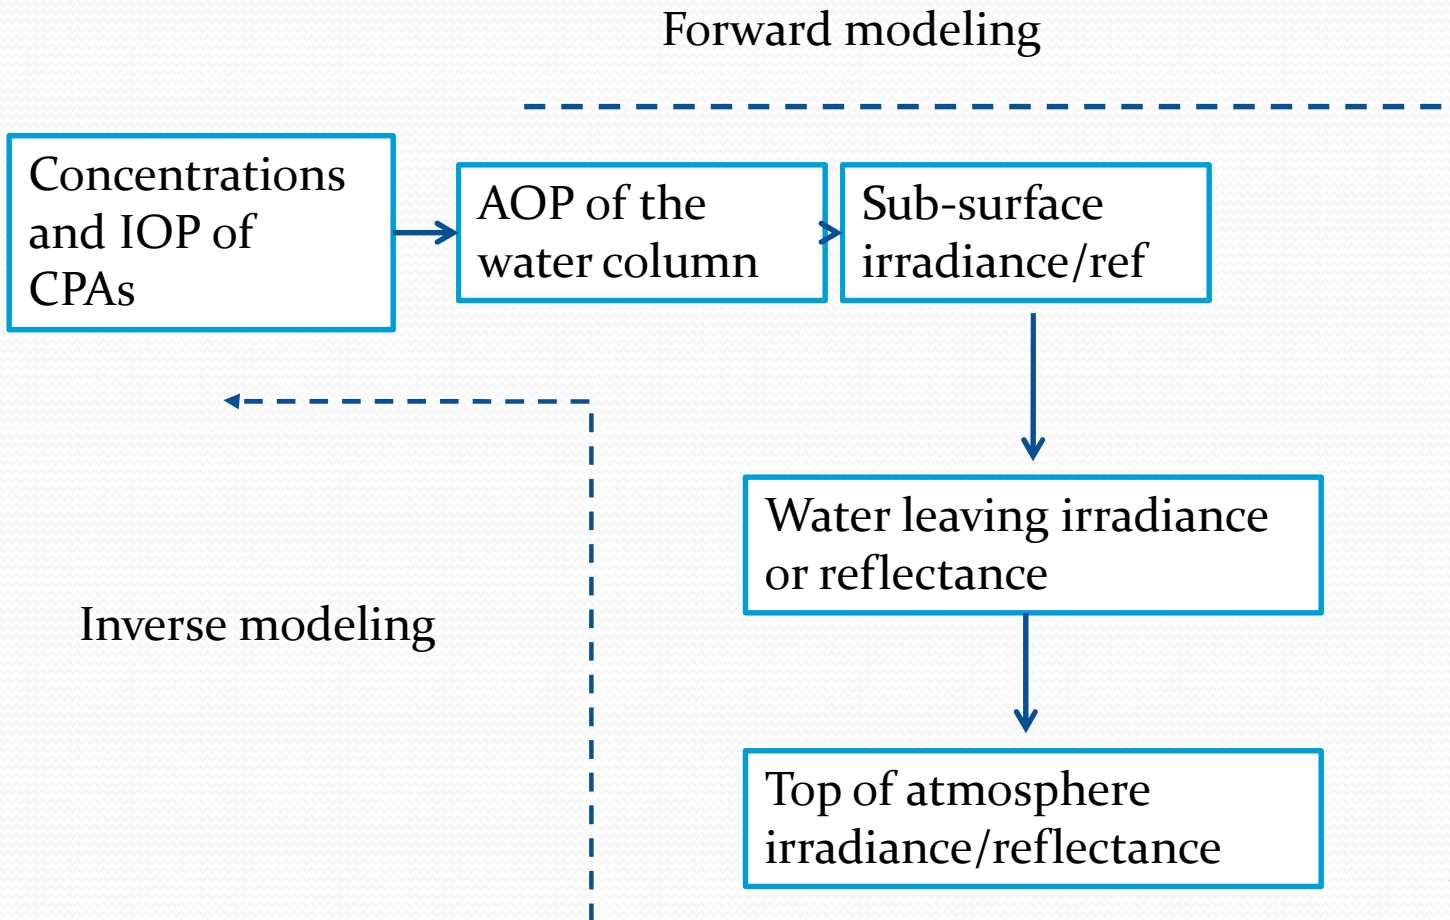 Forward modeling
Concentrations
and IOP of
CPAs
AOP of the
water column
Sub-surface
irradiance/ref
Water leaving irradiance
or reflectance
Inverse modeling
Top of atmosphere
irradiance/reflectance